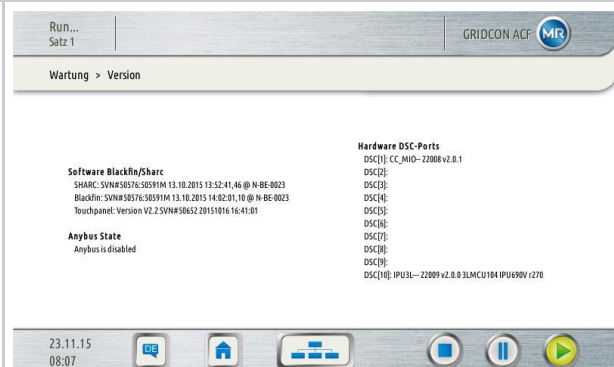 Run...
Satz 1
GRIDCON ACF
MR
Wartung > Version
Software Blackfin/Sharc
SHARC: SVN#50576:50591M 13.10.2015 13:52:41,46 @ N-BE-0023
Blackfin: SVN#50576:50591M 13.10.2015 14:02:01,10 @ N-BE-0023
Touchpanel: Version V2.2 SVN#50652 20151016 16:41:01
Anybus State
Anybus is disabled
Hardware DSC-Ports
DSC[1]: CC_MIO-- 22008 v2.0.1
DSC[2]:
DSC[3]:
DSC[4]:
DSC[5]:
DSC[6]:
DSC[7]:
DSC[8]:
DSC[9]:
DSC[10]: IPU3L--- 22009 v2.0.0 3LMCU104 IPU690V r270
23.11.15
08:07
DE